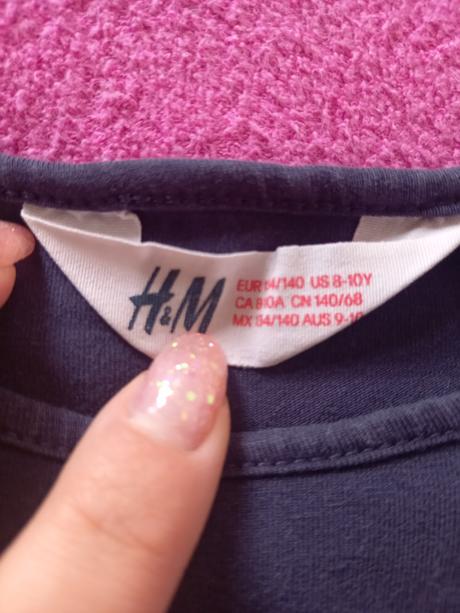 H&M
EUR 134/140 US 8-10Y
CA 8-10A CN 140/68
MX 134/140 AUS 9-10